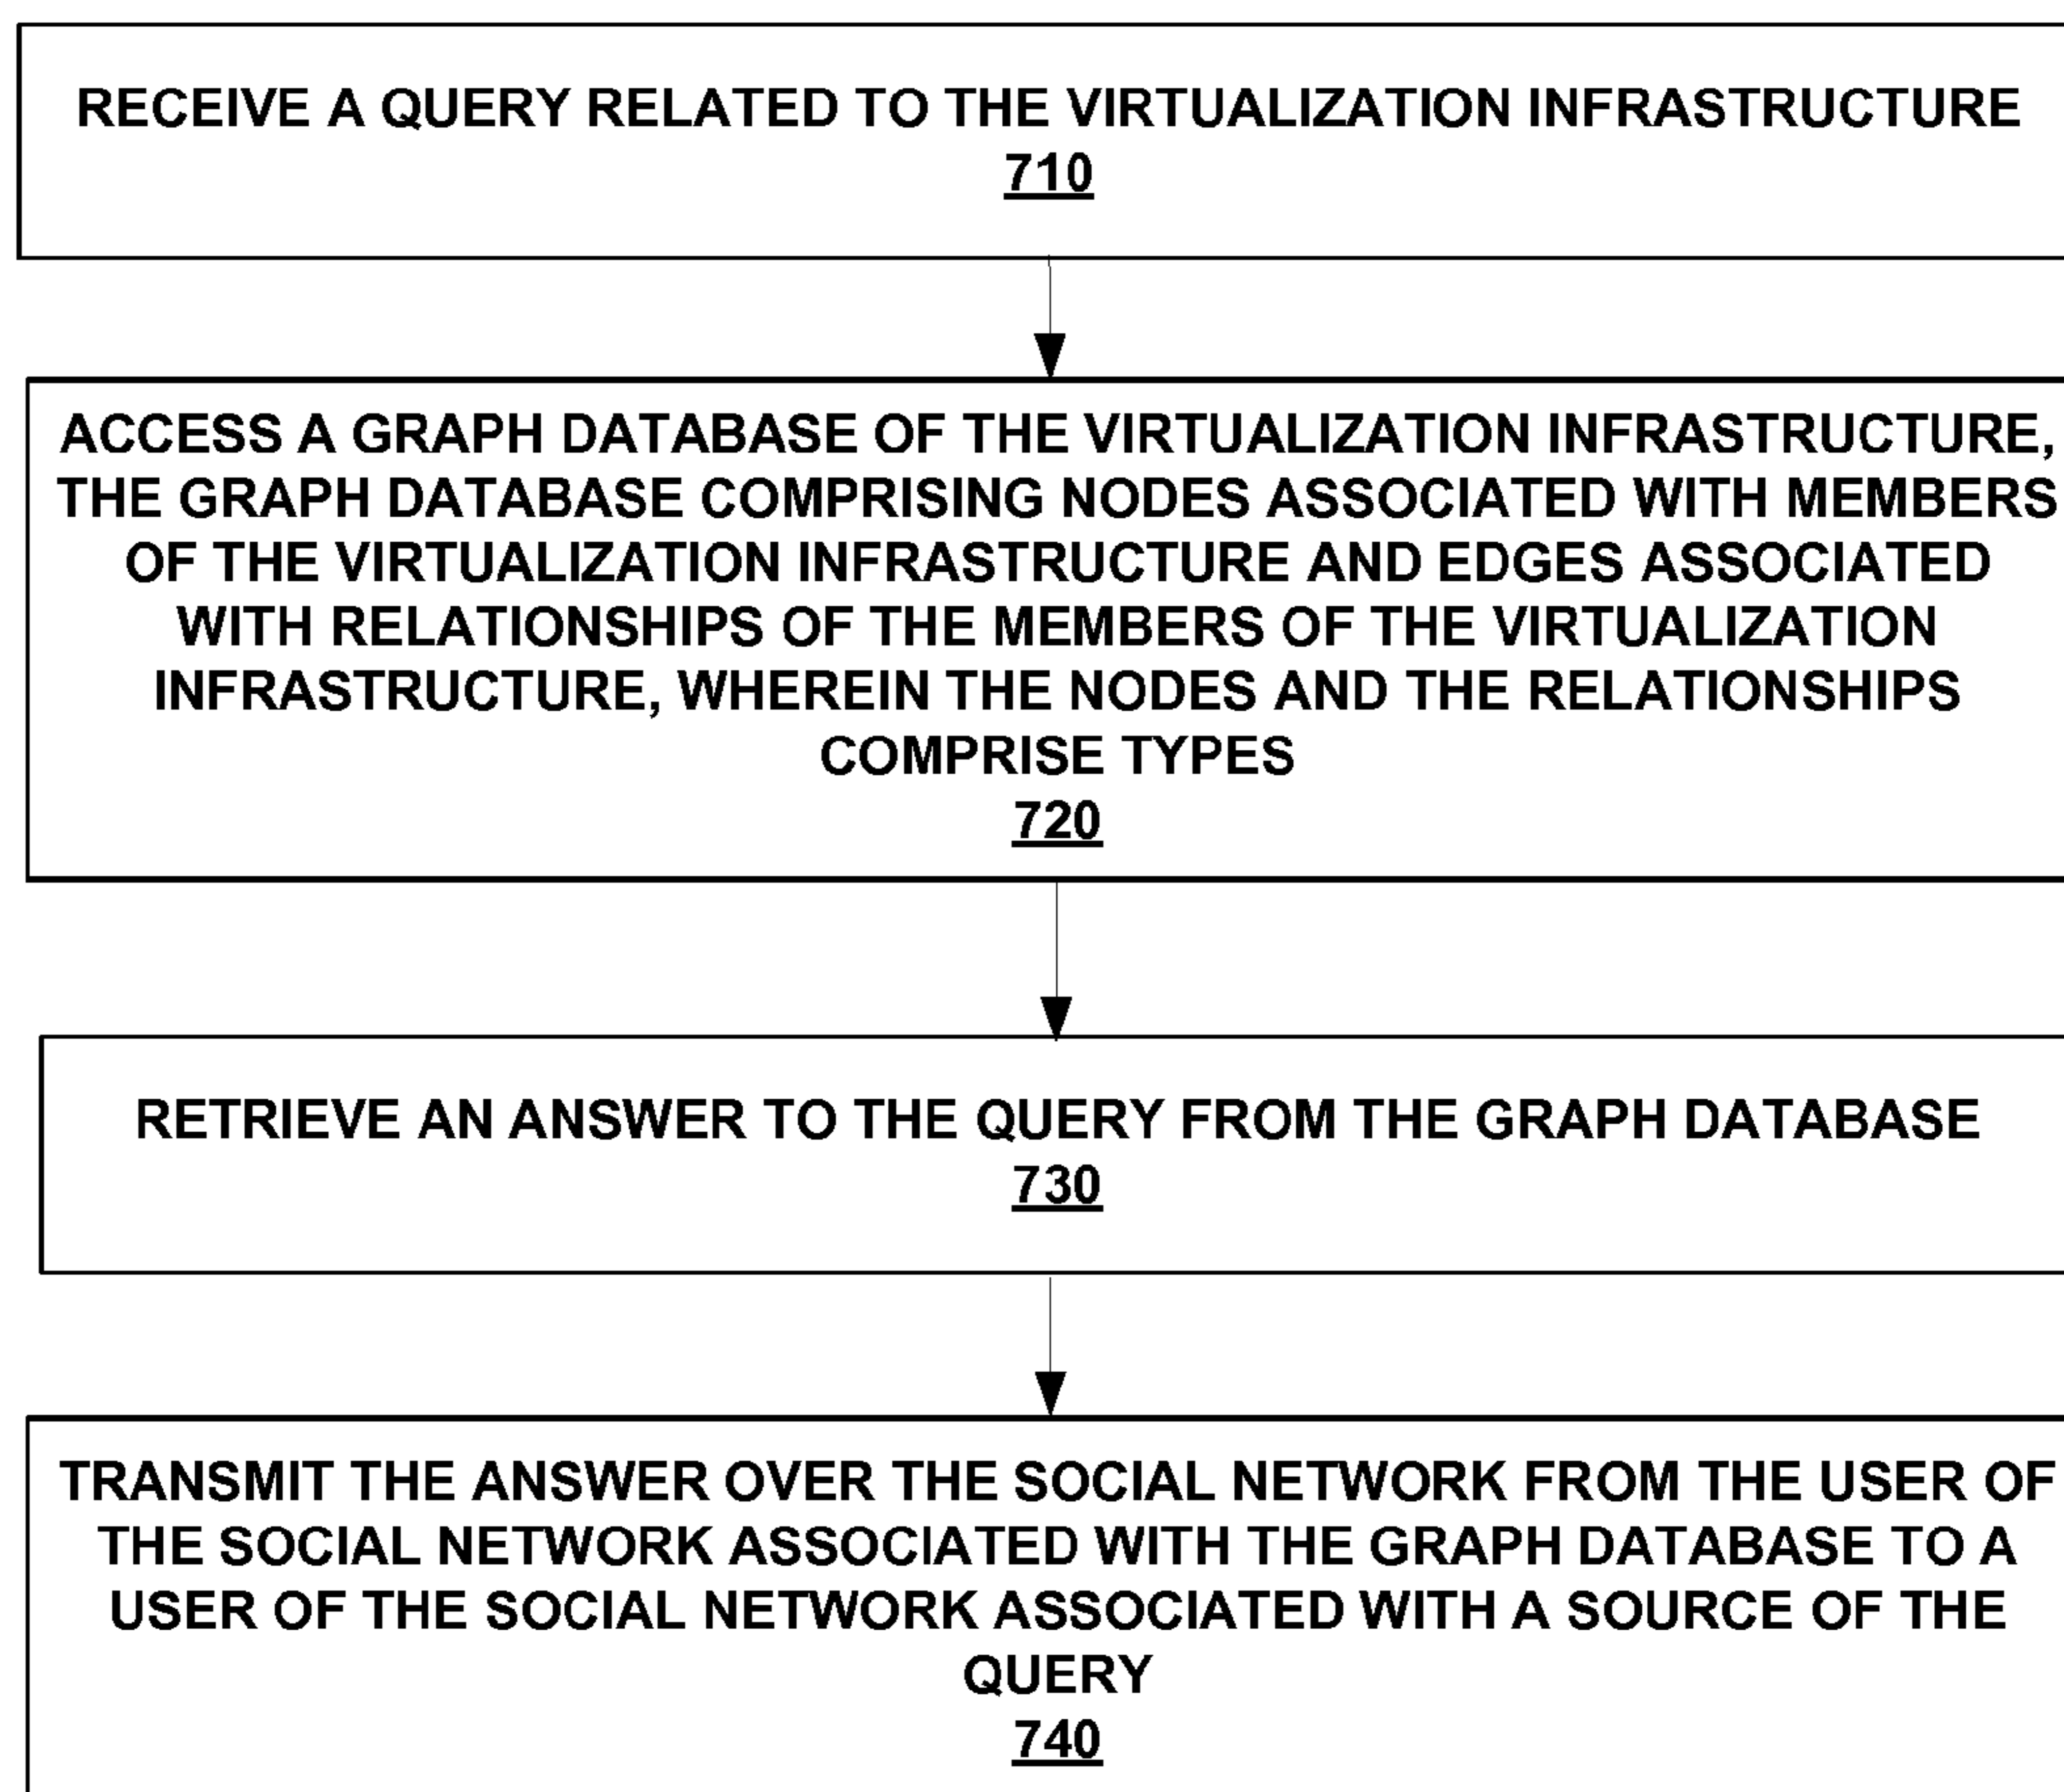 RECEIVE A QUERY RELATED TO THE VIRTUALIZATION INFRASTRUCTURE
710
ACCESS A GRAPH DATABASE OF THE VIRTUALIZATION INFRASTRUCTURE,
THE GRAPH DATABASE COMPRISING NODES ASSOCIATED WITH MEMBERS
OF THE VIRTUALIZATION INFRASTRUCTURE AND EDGES ASSOCIATED
WITH RELATIONSHIPS OF THE MEMBERS OF THE VIRTUALIZATION
INFRASTRUCTURE, WHEREIN THE NODES AND THE RELATIONSHIPS
COMPRISE TYPES
720
RETRIEVE AN ANSWER TO THE QUERY FROM THE GRAPH DATABASE
730
TRANSMIT THE ANSWER OVER THE SOCIAL NETWORK FROM THE USER OF
THE SOCIAL NETWORK ASSOCIATED WITH THE GRAPH DATABASE TO A
USER OF THE SOCIAL NETWORK ASSOCIATED WITH A SOURCE OF THE
QUERY
740